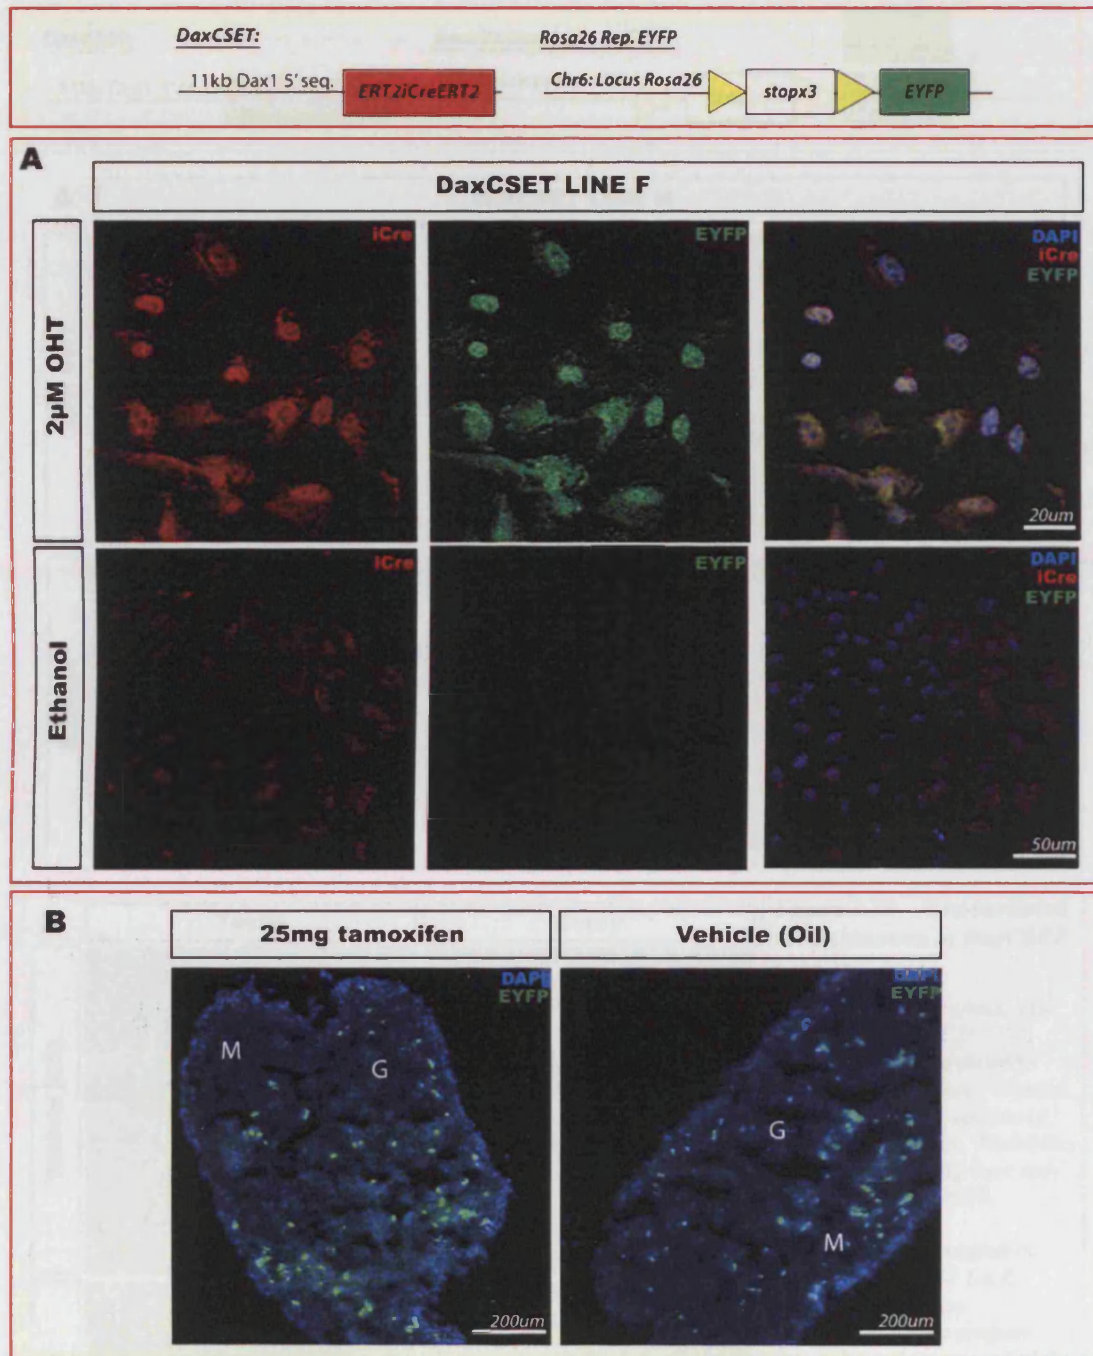 DaxCSET:
Rosa26 Rep. EYFP
11kb Dax1 5' seq.
ERT2iCreERT2
Chr6: Locus Rosa26
stopx3
EYFP
A
DaxCSET LINE F
2µM OHT
iCre
EYFP
DAPI
iCre
EYFP
20um
Ethanol
iCre
EYFP
DAPI
iCre
EYFP
50um
B
25mg tamoxifen
Vehicle (Oil)
DAPI
EYFP
M
G
200um
DAPI
EYFP
G
M
200um